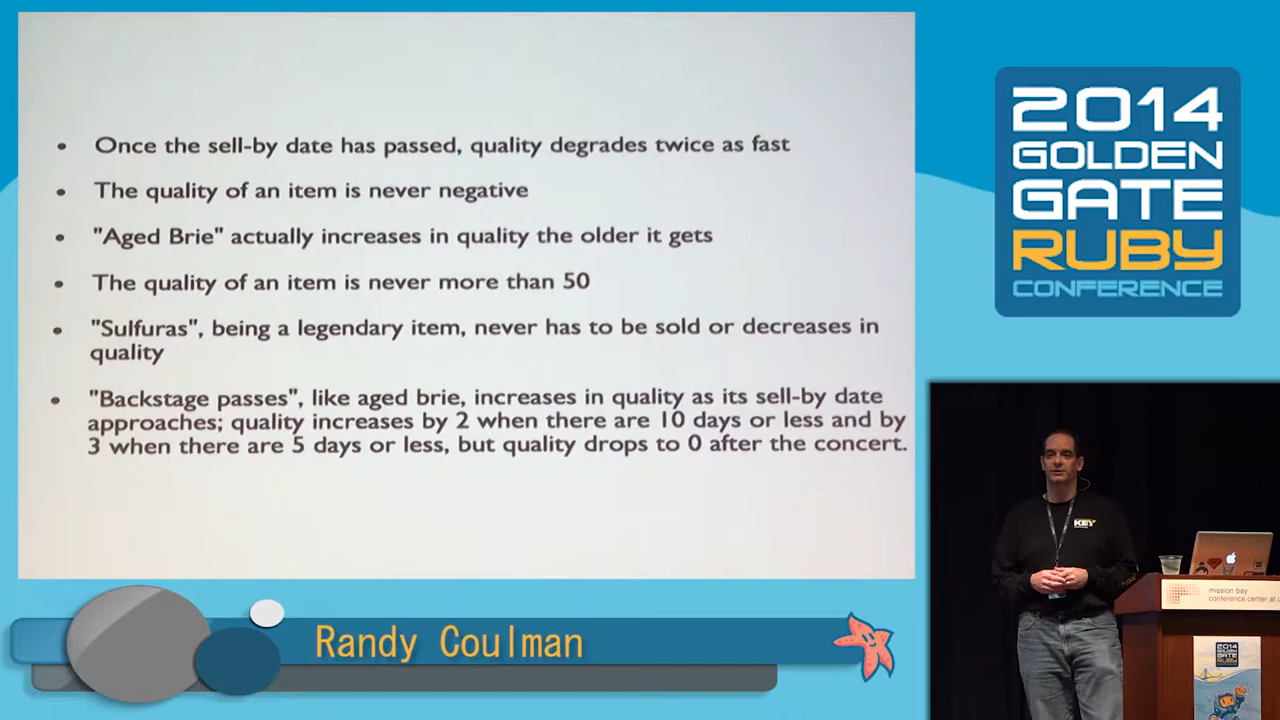 Once the sell-by date has passed, quality degrades twice as fast
The quality of an item is never negative
"Aged Brie" actually increases in quality the older it gets
The quality of an item is never more than 50
"Sulfuras", being a legendary item, never has to be sold or decreases in
quality
"Backstage passes", like aged brie, increases in quality as its sell-by date
approaches; quality increases by 2 when there are 10 days or less and by
3 when there are 5 days or less, but quality drops to 0 after the concert.
2014
GOLDEN
GATE
RUBY
CONFERENCE
KEY
mission bay
conference center at
2014
GOLDEN
GATE
RUBY
CONFERENCE
Randy Coulman